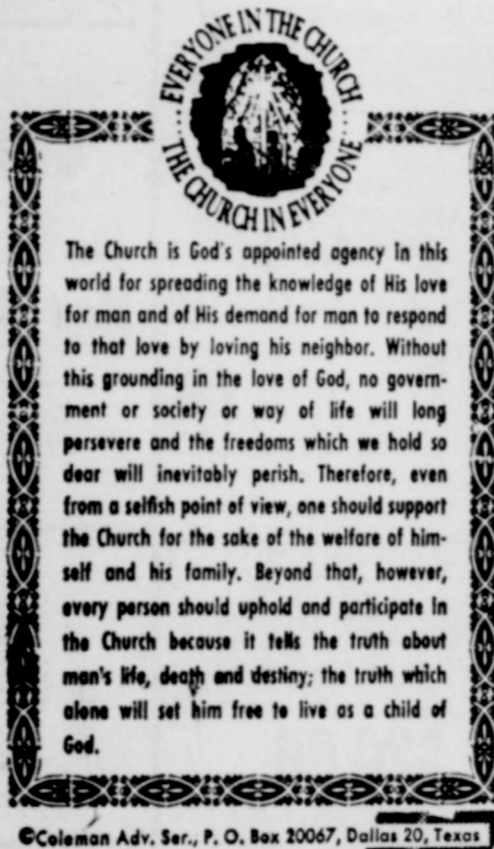 EVERYONE IN THE CHURCH
THE CHURCH IN EVERYONE
The Church is God's appointed agency in this
world for spreading the knowledge of His love
for man and of His demand for man to respond
to that love by loving his neighbor. Without
this grounding in the love of God, no govern-
ment or society or way of life will long
persevere and the freedoms which we hold so
dear will inevitably perish. Therefore, even
from a selfish point of view, one should support
the Church for the sake of the welfare of him-
self and his family. Beyond that, however,
every person should uphold and participate in
the Church because it tells the truth about
man's life, death and destiny; the truth which
alone will set him free to live as a child of
God.
©Coleman Adv. Ser., P. O. Box 20067, Dallas 20, Texas